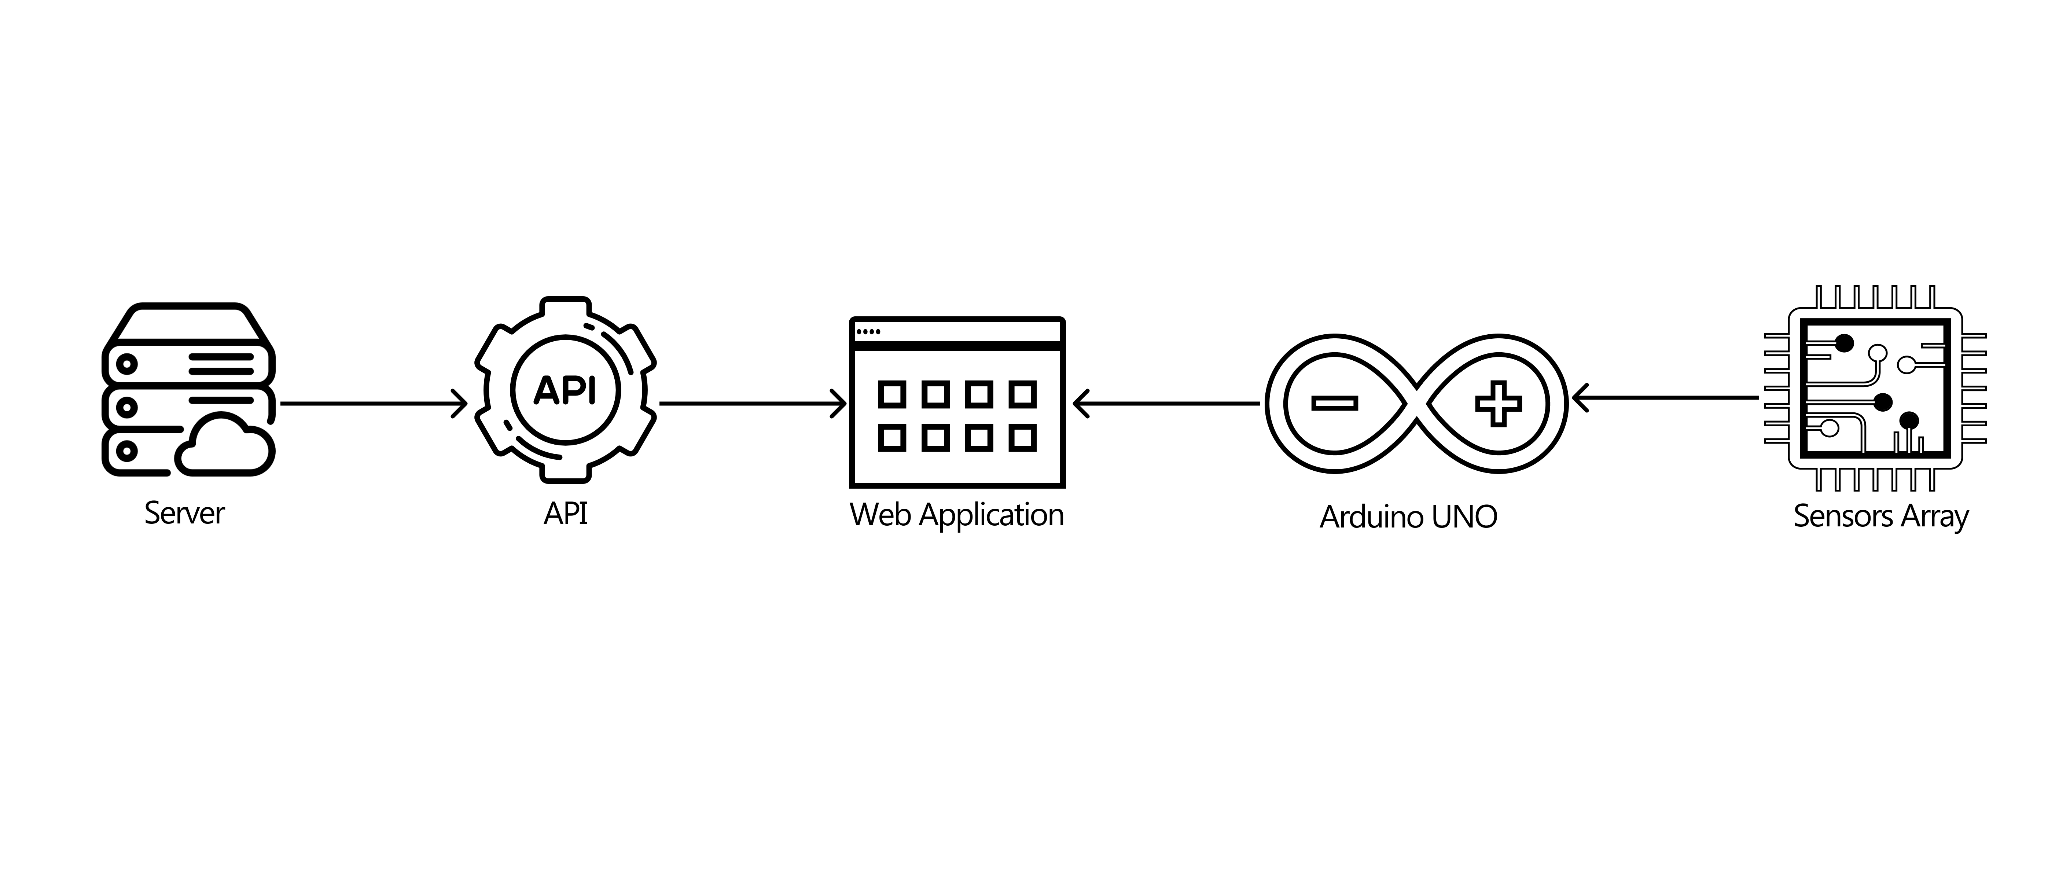 API
Server
API
Web Application
Arduino UNO
Sensors Array